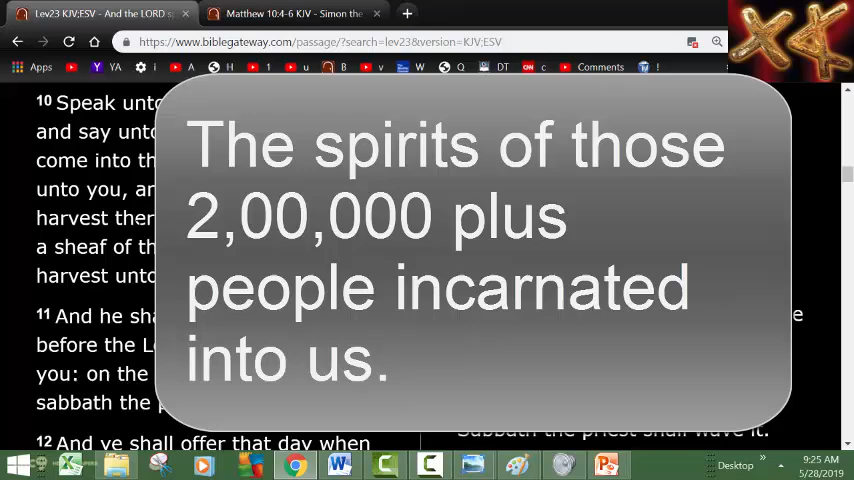 Lev23 KJV;ESV - And the LORD sp
Matthew 10:4-6 KJV - Simon the
https://www.biblegateway.com/passage/?search=lev23&version=KJV;ESV
Apps YA i A H u B v W Q DT c Comments !
10 Speak unto
and say unto
come into th
unto you, an
harvest ther
a sheaf of th
harvest unto
11 And he sha
before the L
you: on the
sabbath the p
12 And ye shall offer that day when
The spirits of those
2,00,000 plus
people incarnated
into us.
e
Sabbath the priest shall wave it.
Desktop
9:25 AM
5/28/2019